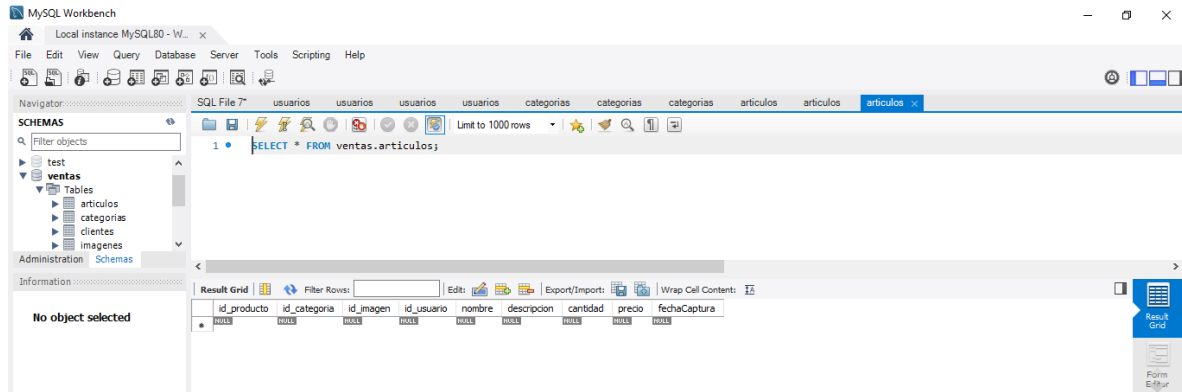 MySQL Workbench
Local instance MySQL80 - W... ×
File Edit View Query Database Server Tools Scripting Help
Navigator
SQL File 7* usuarios usuarios usuarios usuarios categorias categorias categorias articulos articulos articulos ×
SCHEMAS
Limit to 1000 rows
Filter objects
1 SELECT * FROM ventas.articulos;
test
ventas
Tables
articulos
categorias
clientes
imagenes
Administration Schemas
Information
Result Grid Filter Rows: Edit: Export/Import: Wrap Cell Content:
No object selected
id_producto id_categoria id_imagen id_usuario nombre descripcion cantidad precio fechaCaptura
NULL NULL NULL NULL NULL NULL NULL NULL NULL
Result
Grid
Form
Editor